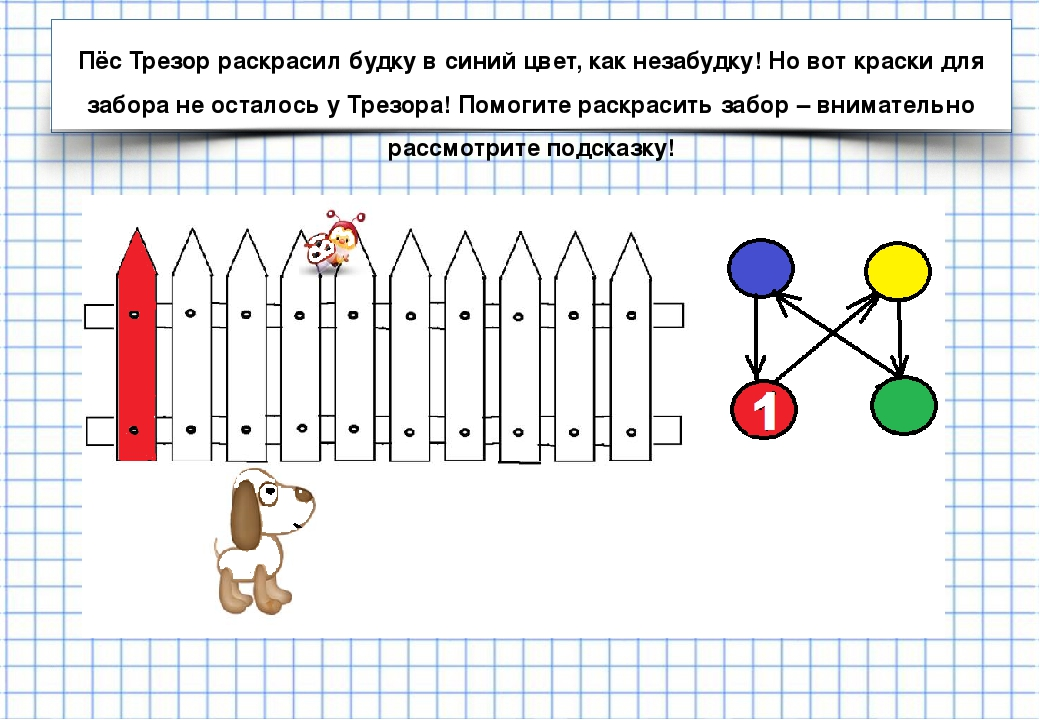 Пёс Трезор раскрасил будку в синий цвет, как незабудку! Но вот краски для
забора не осталось у Трезора! Помогите раскрасить забор – внимательно
рассмотрите подсказку!
1